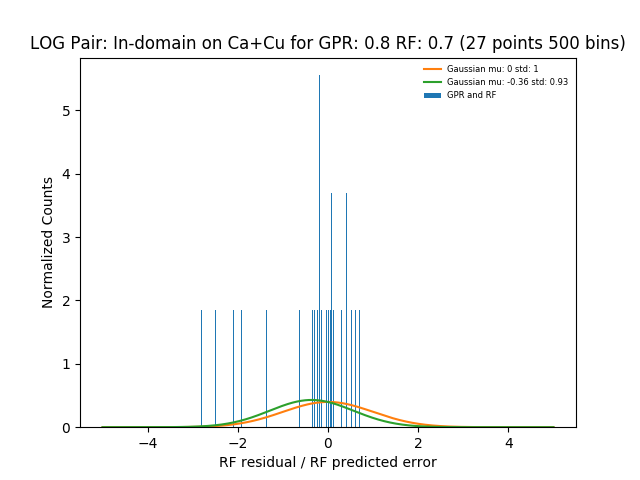 LOG Pair: In-domain on Ca+Cu for GPR: 0.8 RF: 0.7 (27 points 500 bins)
Gaussian mu: 0 std: 1
Gaussian mu: -0.36 std: 0.93
GPR and RF
Normalized Counts
5
4
3
2
1
0
−4 −2 0 2 4
RF residual / RF predicted error